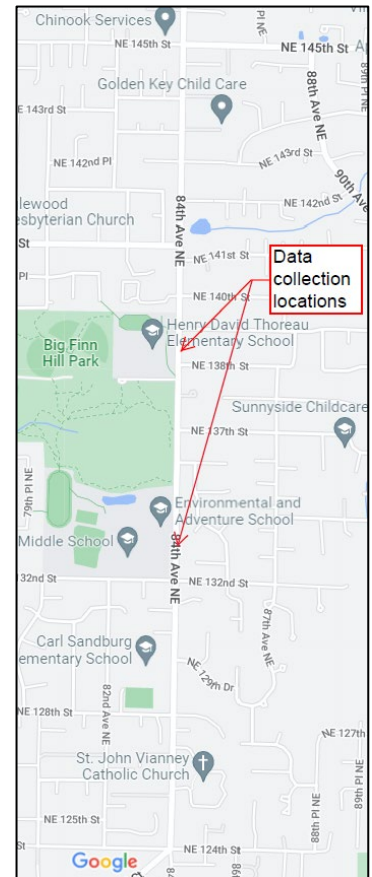 Chinook Services
NE 145th St
NE 145th St
Golden Key Child Care
88th Ave NE
89th Pl NE
NE 143rd St
NE 143rd St
NE 142nd Pl
90th Ave
84th Ave NE
NE 142nd St
lewood
esbyterian Church
St
NE 141st St
Data
collection
locations
Pl
NE 140th St
Henry David Thoreau
Elementary School
Big Finn
Hill Park
NE 138th St
Sunnyside Childcare
NE 137th St
79th Pl NE
Environmental and
Adventure School
Middle School
84th Ave NE
32nd St
NE 132nd St
87th Ave NE
Carl Sandburg
ementary School
82nd Ave NE
NE 129th Dr
NE 128th St
NE 127th
St. John Vianney
Catholic Church
88th Pl NE
89th Pl NE
NE 125th St
St
NE 124th St
Google